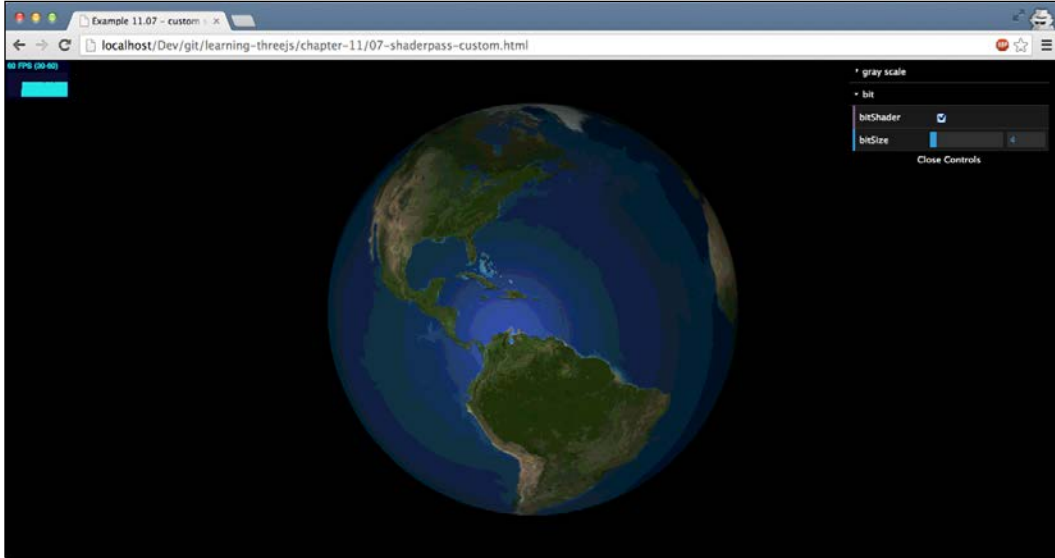 Example 11.07 - custom s
localhost/Dev/git/learning-threejs/chapter-11/07-shaderpass-custom.html
60 FPS (30-60)
gray scale
bit
bitShader
bitSize 4
Close Controls